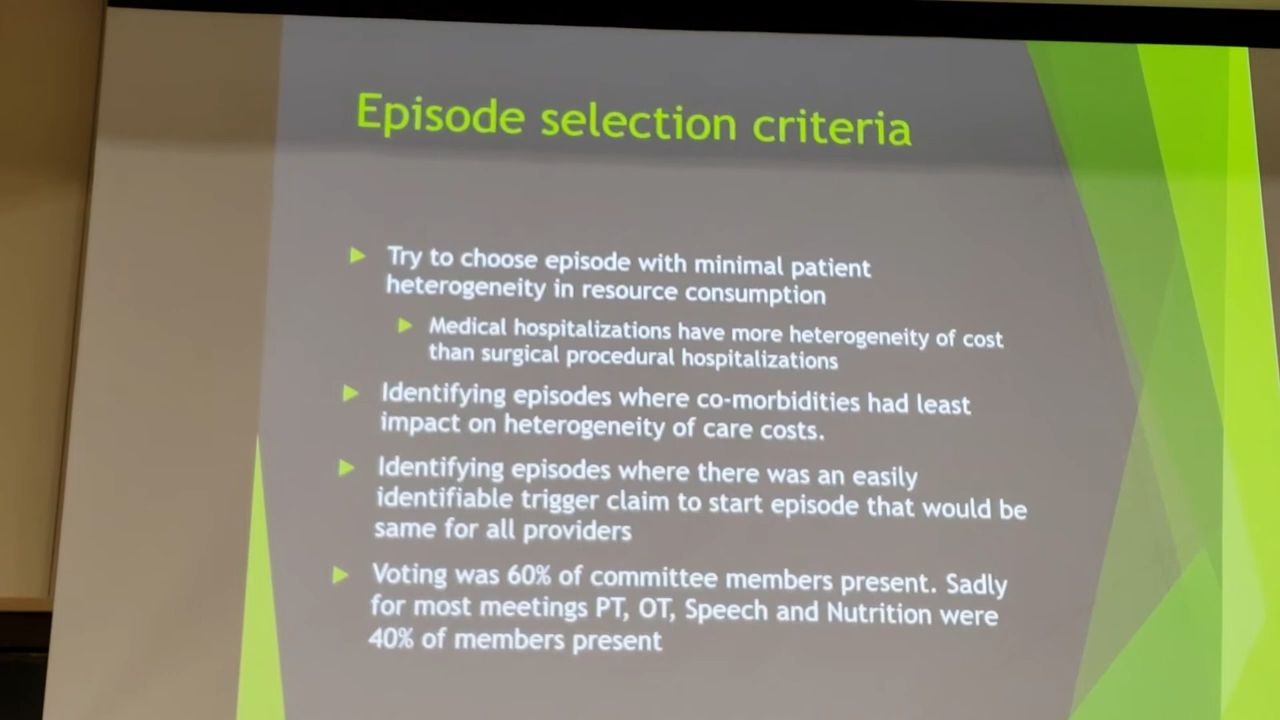 Episode selection criteria
Try to choose episode with minimal patient
heterogeneity in resource consumption
Medical hospitalizations have more heterogeneity of cost
than surgical procedural hospitalizations
Identifying episodes where co-morbidities had least
impact on heterogeneity of care costs.
Identifying episodes where there was an easily
identifiable trigger claim to start episode that would be
same for all providers
Voting was 60% of committee members present. Sadly
for most meetings PT, OT, Speech and Nutrition were
40% of members present